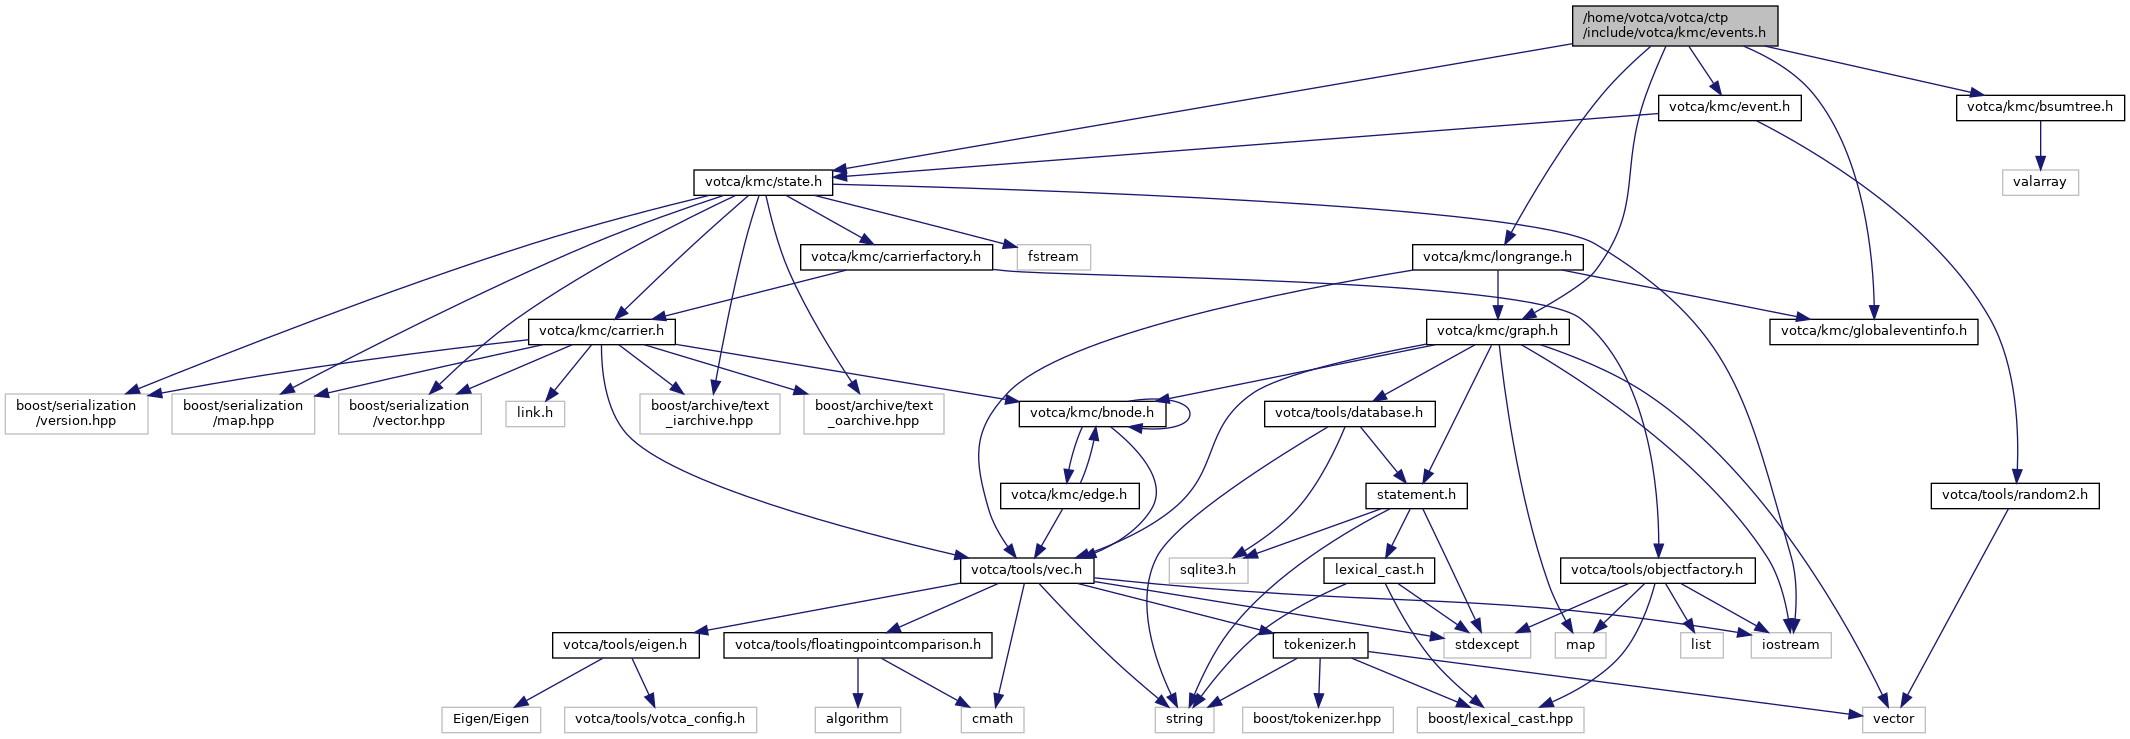 /home/votca/votca/ctp
/include/votca/kmc/events.h
votca/kmc/event.h
votca/kmc/bsumtree.h
votca/kmc/state.h
valarray
votca/kmc/carrierfactory.h
fstream
votca/kmc/longrange.h
votca/kmc/carrier.h
votca/kmc/graph.h
votca/kmc/globaleventinfo.h
boost/serialization
/version.hpp
boost/serialization
/map.hpp
boost/serialization
/vector.hpp
link.h
boost/archive/text
_iarchive.hpp
boost/archive/text
_oarchive.hpp
votca/kmc/bnode.h
votca/tools/database.h
votca/kmc/edge.h
statement.h
votca/tools/random2.h
votca/tools/vec.h
sqlite3.h
lexical_cast.h
votca/tools/objectfactory.h
votca/tools/eigen.h
votca/tools/floatingpointcomparison.h
tokenizer.h
stdexcept
map
list
iostream
Eigen/Eigen
votca/tools/votca_config.h
algorithm
cmath
string
boost/tokenizer.hpp
boost/lexical_cast.hpp
vector